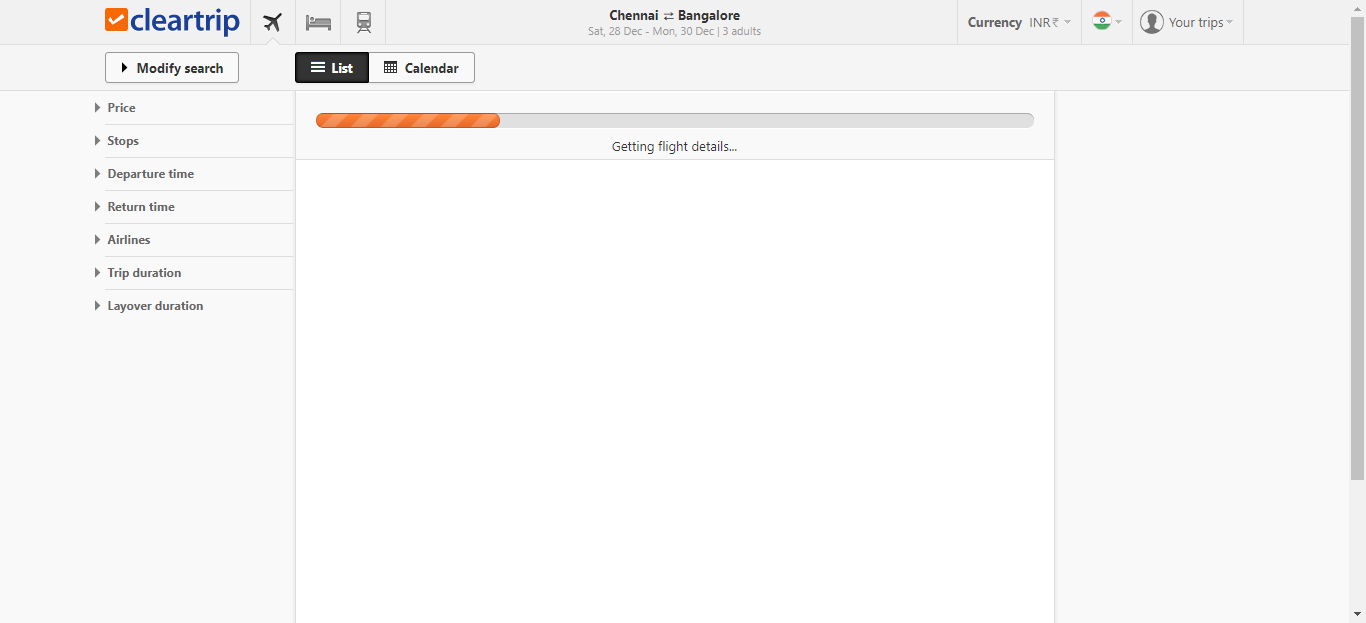 cleartrip
Chennai ⇄ Bangalore
Sat, 28 Dec - Mon, 30 Dec | 3 adults
Currency INR₹
Your trips
Modify search
List
Calendar
Price
Stops
Departure time
Return time
Airlines
Trip duration
Layover duration
Getting flight details...